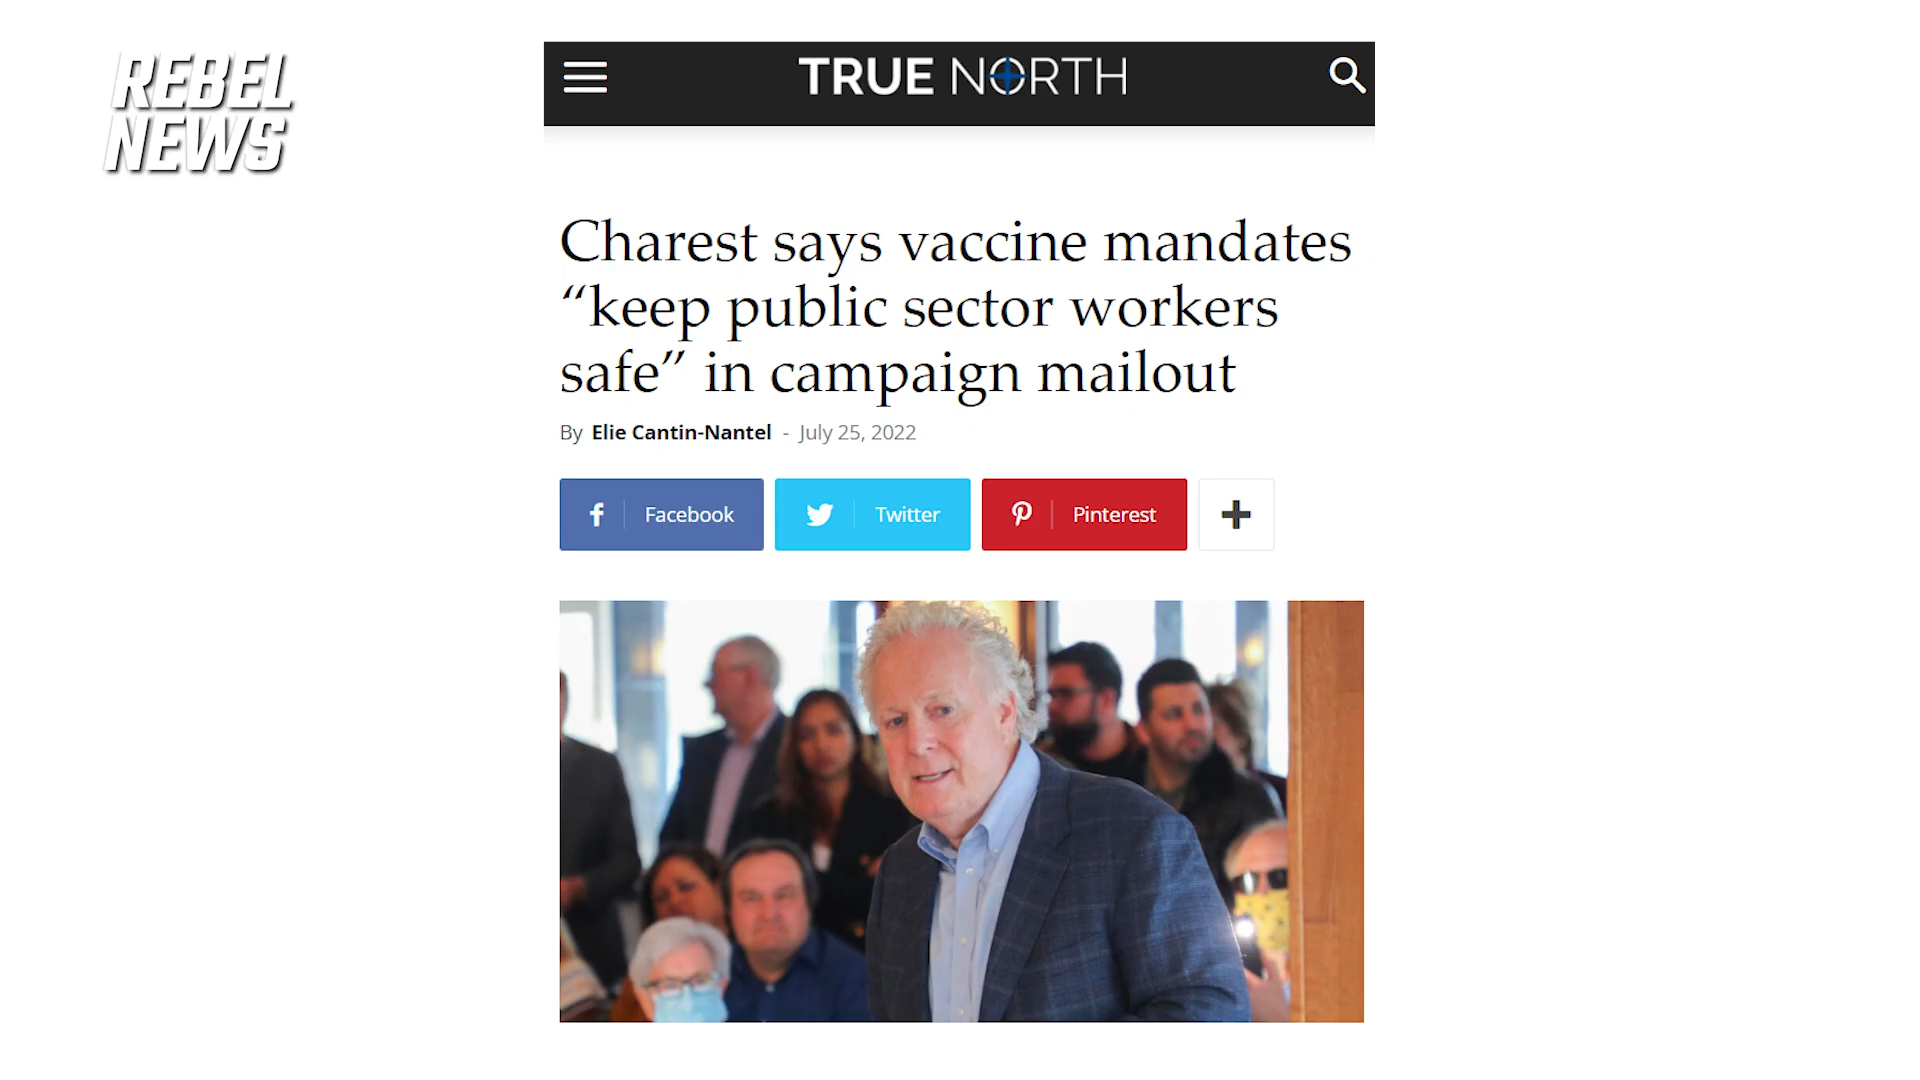 REBEL
NEWS
TRUE NORTH
Charest says vaccine mandates
“keep public sector workers
safe” in campaign mailout
By Elie Cantin-Nantel - July 25, 2022
Facebook
Twitter
Pinterest